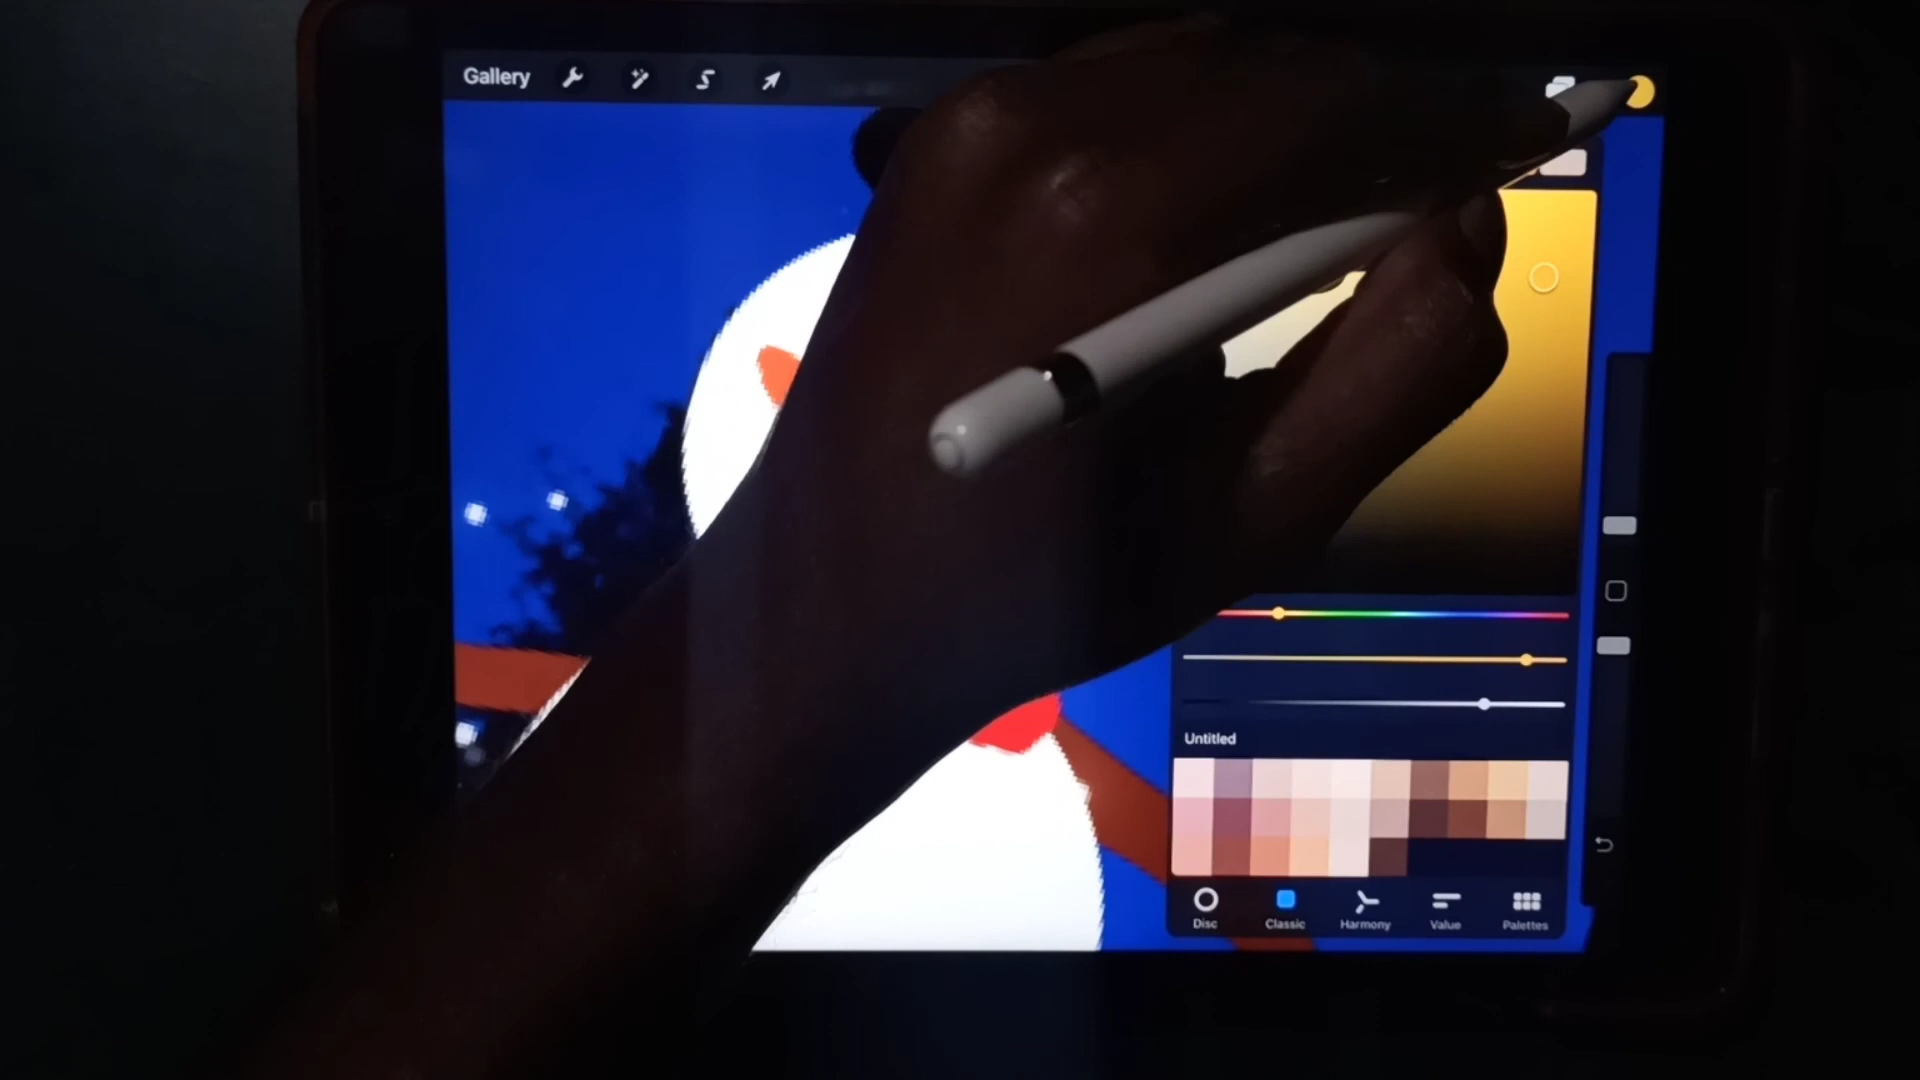 Gallery
Untitled
Disc
Classic
Harmony
Value
Palettes